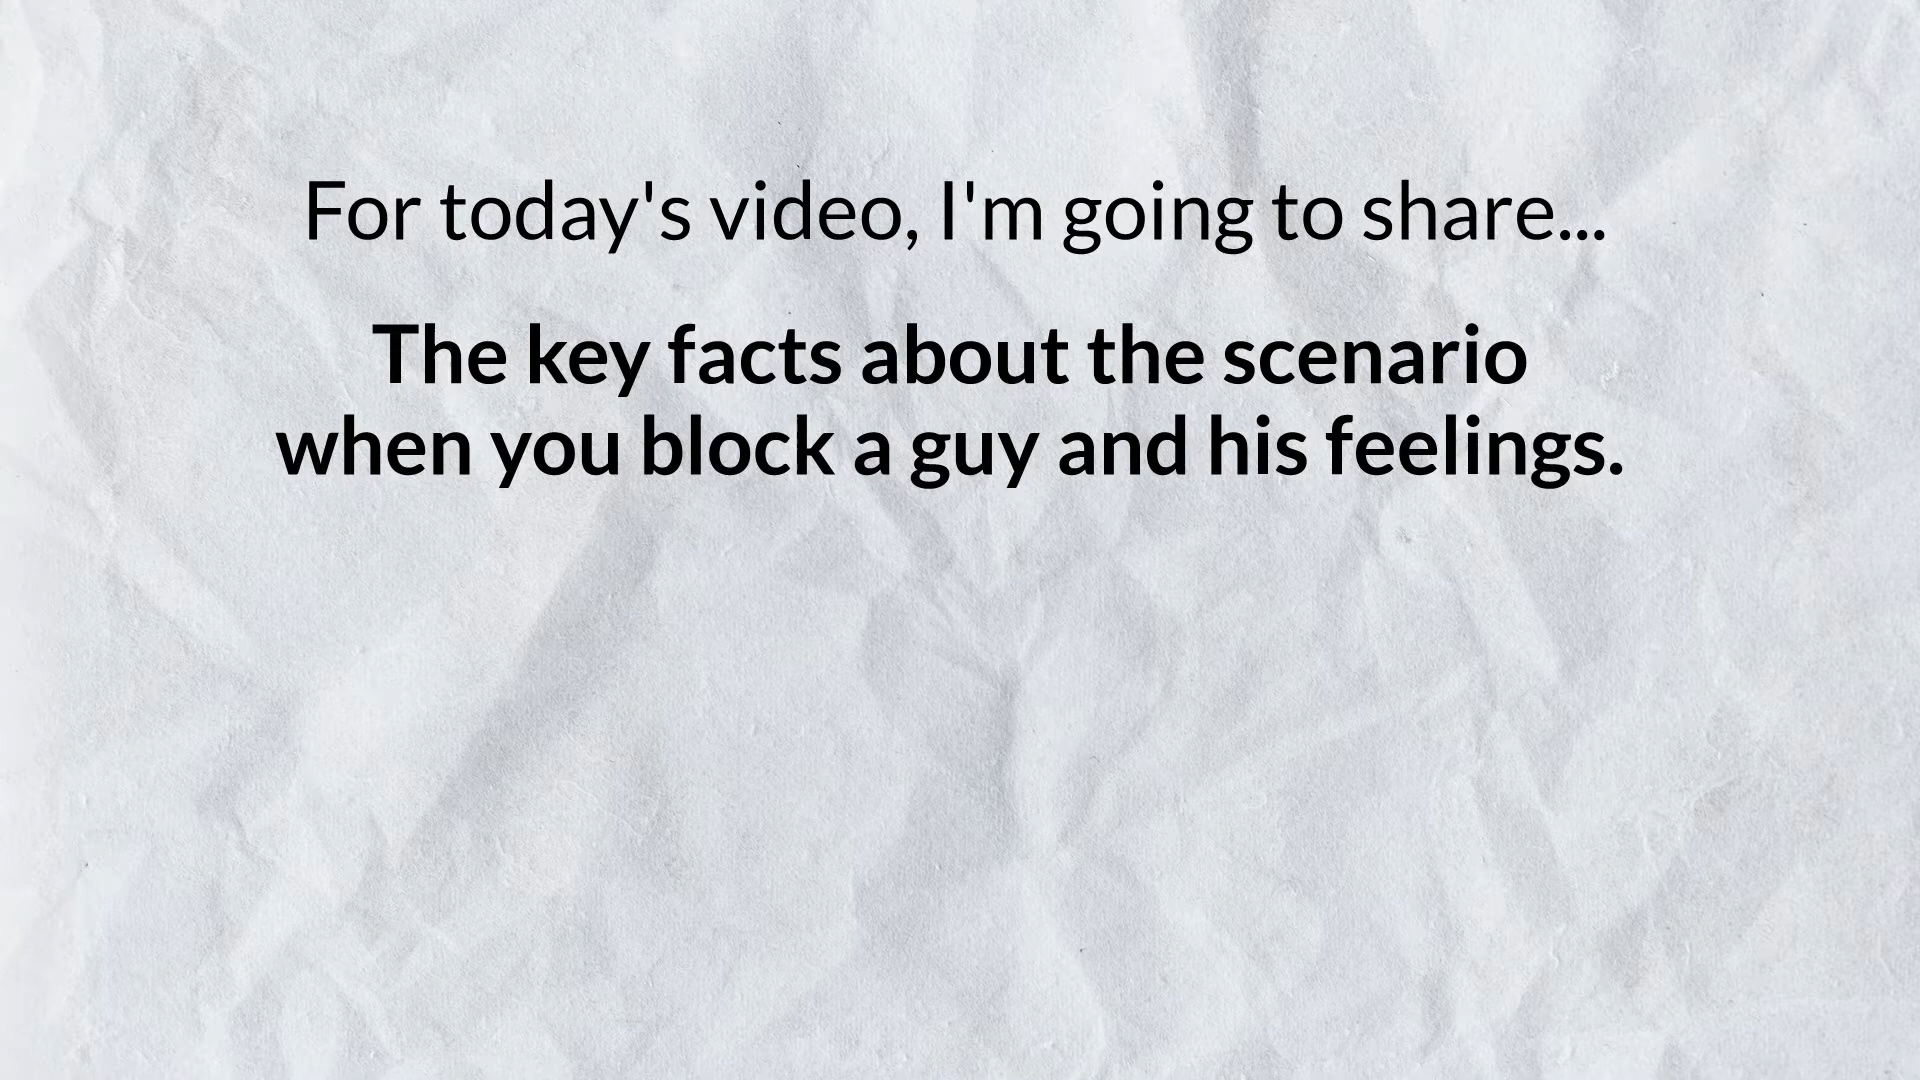 For today's video, I'm going to share...
The key facts about the scenario
when you block a guy and his feelings.